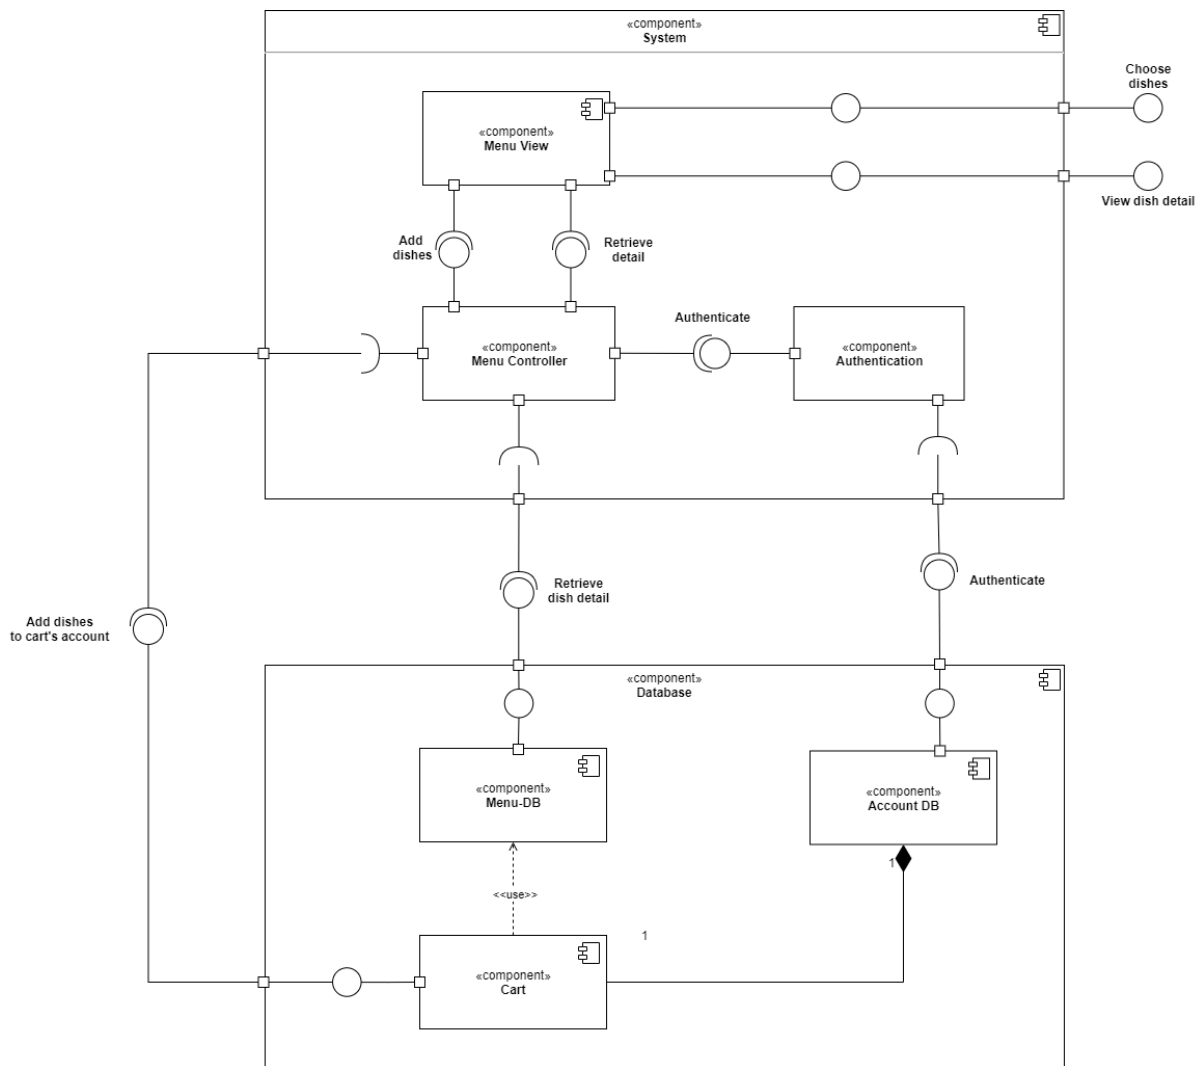 «component»
System
Choose
dishes
«component»
Menu View
View dish detail
Add
dishes
Retrieve
detail
Authenticate
«component»
Menu Controller
«component»
Authentication
Retrieve
dish detail
Authenticate
Add dishes
to cart's account
«component»
Database
«component»
Menu-DB
«component»
Account DB
1
<<use>>
1
«component»
Cart